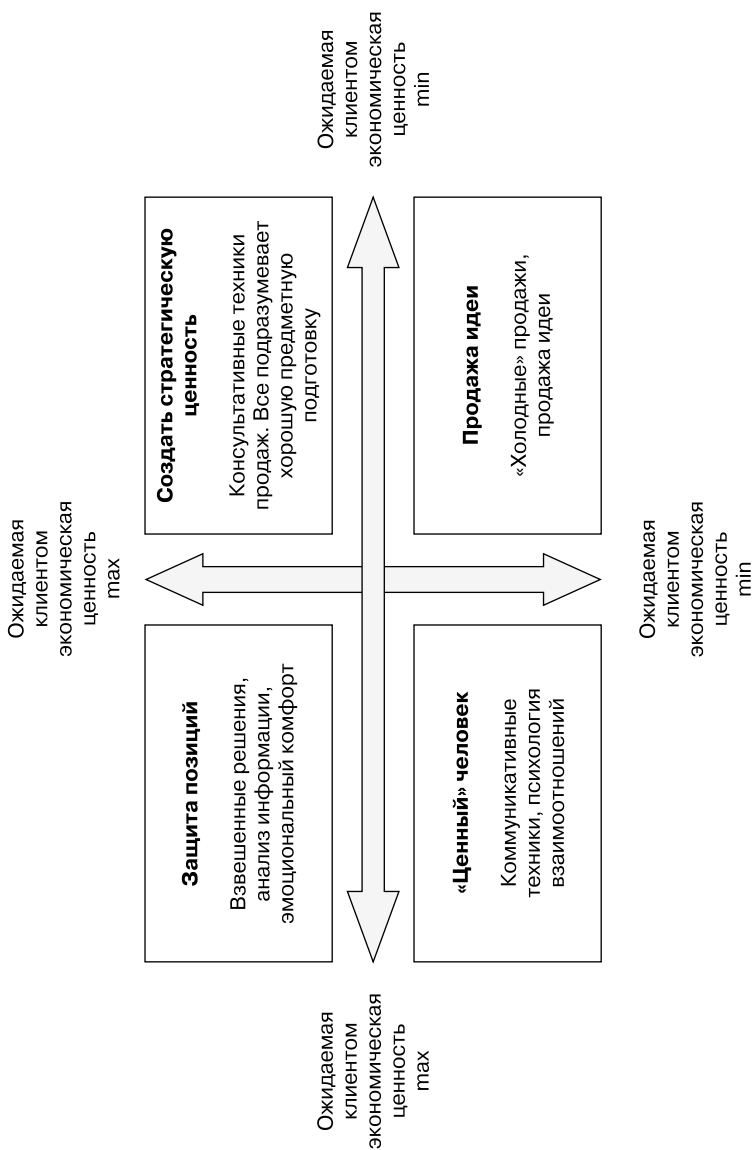 Ожидаемая
клиентом
экономическая
ценность
max
Защита позиций
Взвешенные решения,
анализ информации,
эмоциональный комфорт
Создать стратегическую
ценность
Консультативные техники
продаж. Все подразумевает
хорошую предметную
подготовку
Ожидаемая
клиентом
экономическая
ценность
max
Ожидаемая
клиентом
экономическая
ценность
min
«Ценный» человек
Коммуникативные
техники, психология
взаимоотношений
Продажа идеи
«Холодные» продажи,
продажа идеи
Ожидаемая
клиентом
экономическая
ценность
min